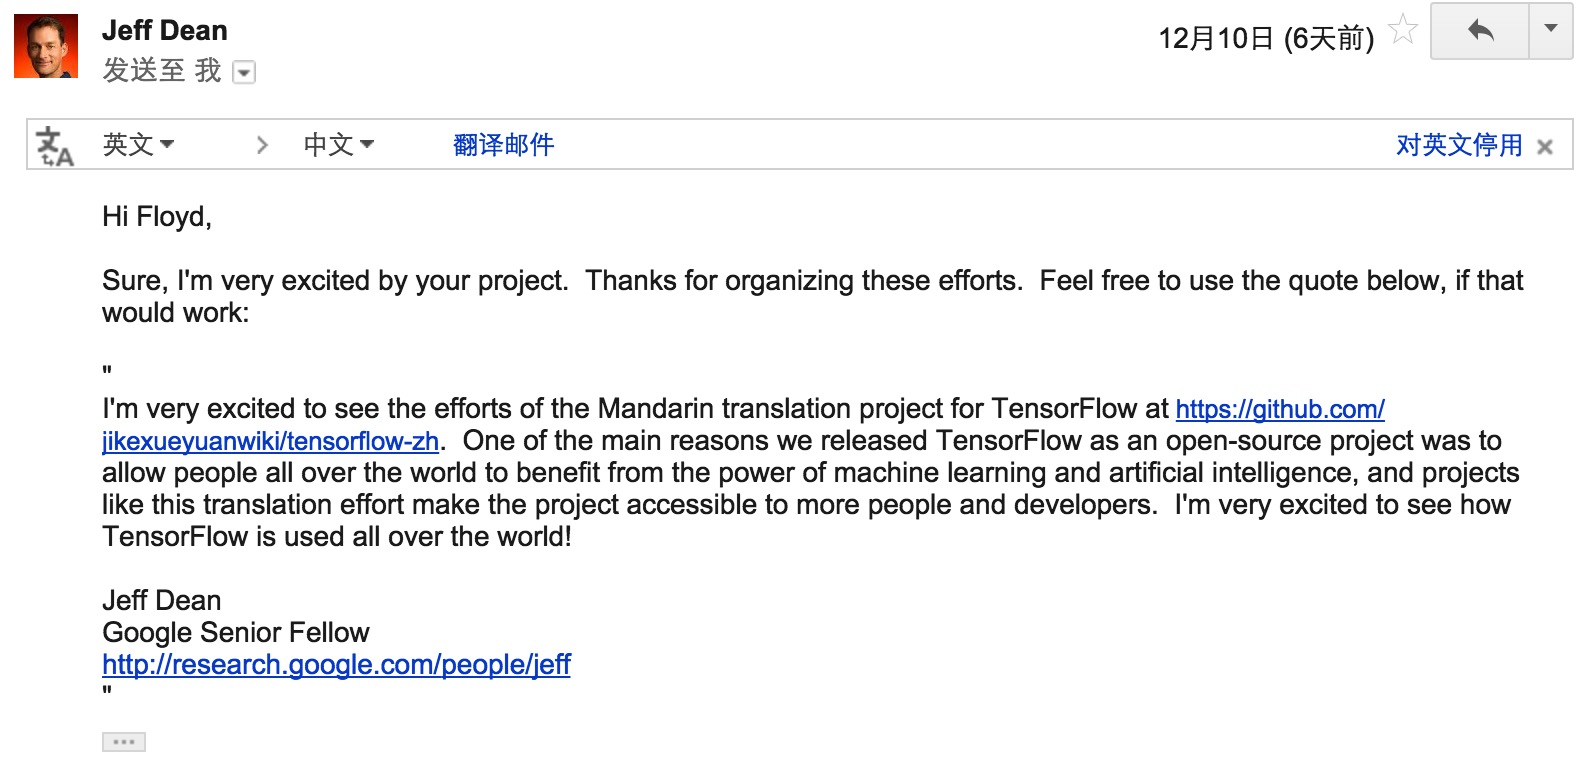 Jeff Dean
12月10日 (6天前)
发送至 我
文A
英文 中文 翻译邮件 对英文停用
Hi Floyd,
Sure, I'm very excited by your project.  Thanks for organizing these efforts.  Feel free to use the quote below, if that
would work:
"
I'm very excited to see the efforts of the Mandarin translation project for TensorFlow at https://github.com/
jikexueyuanwiki/tensorflow-zh.  One of the main reasons we released TensorFlow as an open-source project was to
allow people all over the world to benefit from the power of machine learning and artificial intelligence, and projects
like this translation effort make the project accessible to more people and developers.  I'm very excited to see how
TensorFlow is used all over the world!
Jeff Dean
Google Senior Fellow
http://research.google.com/people/jeff
"